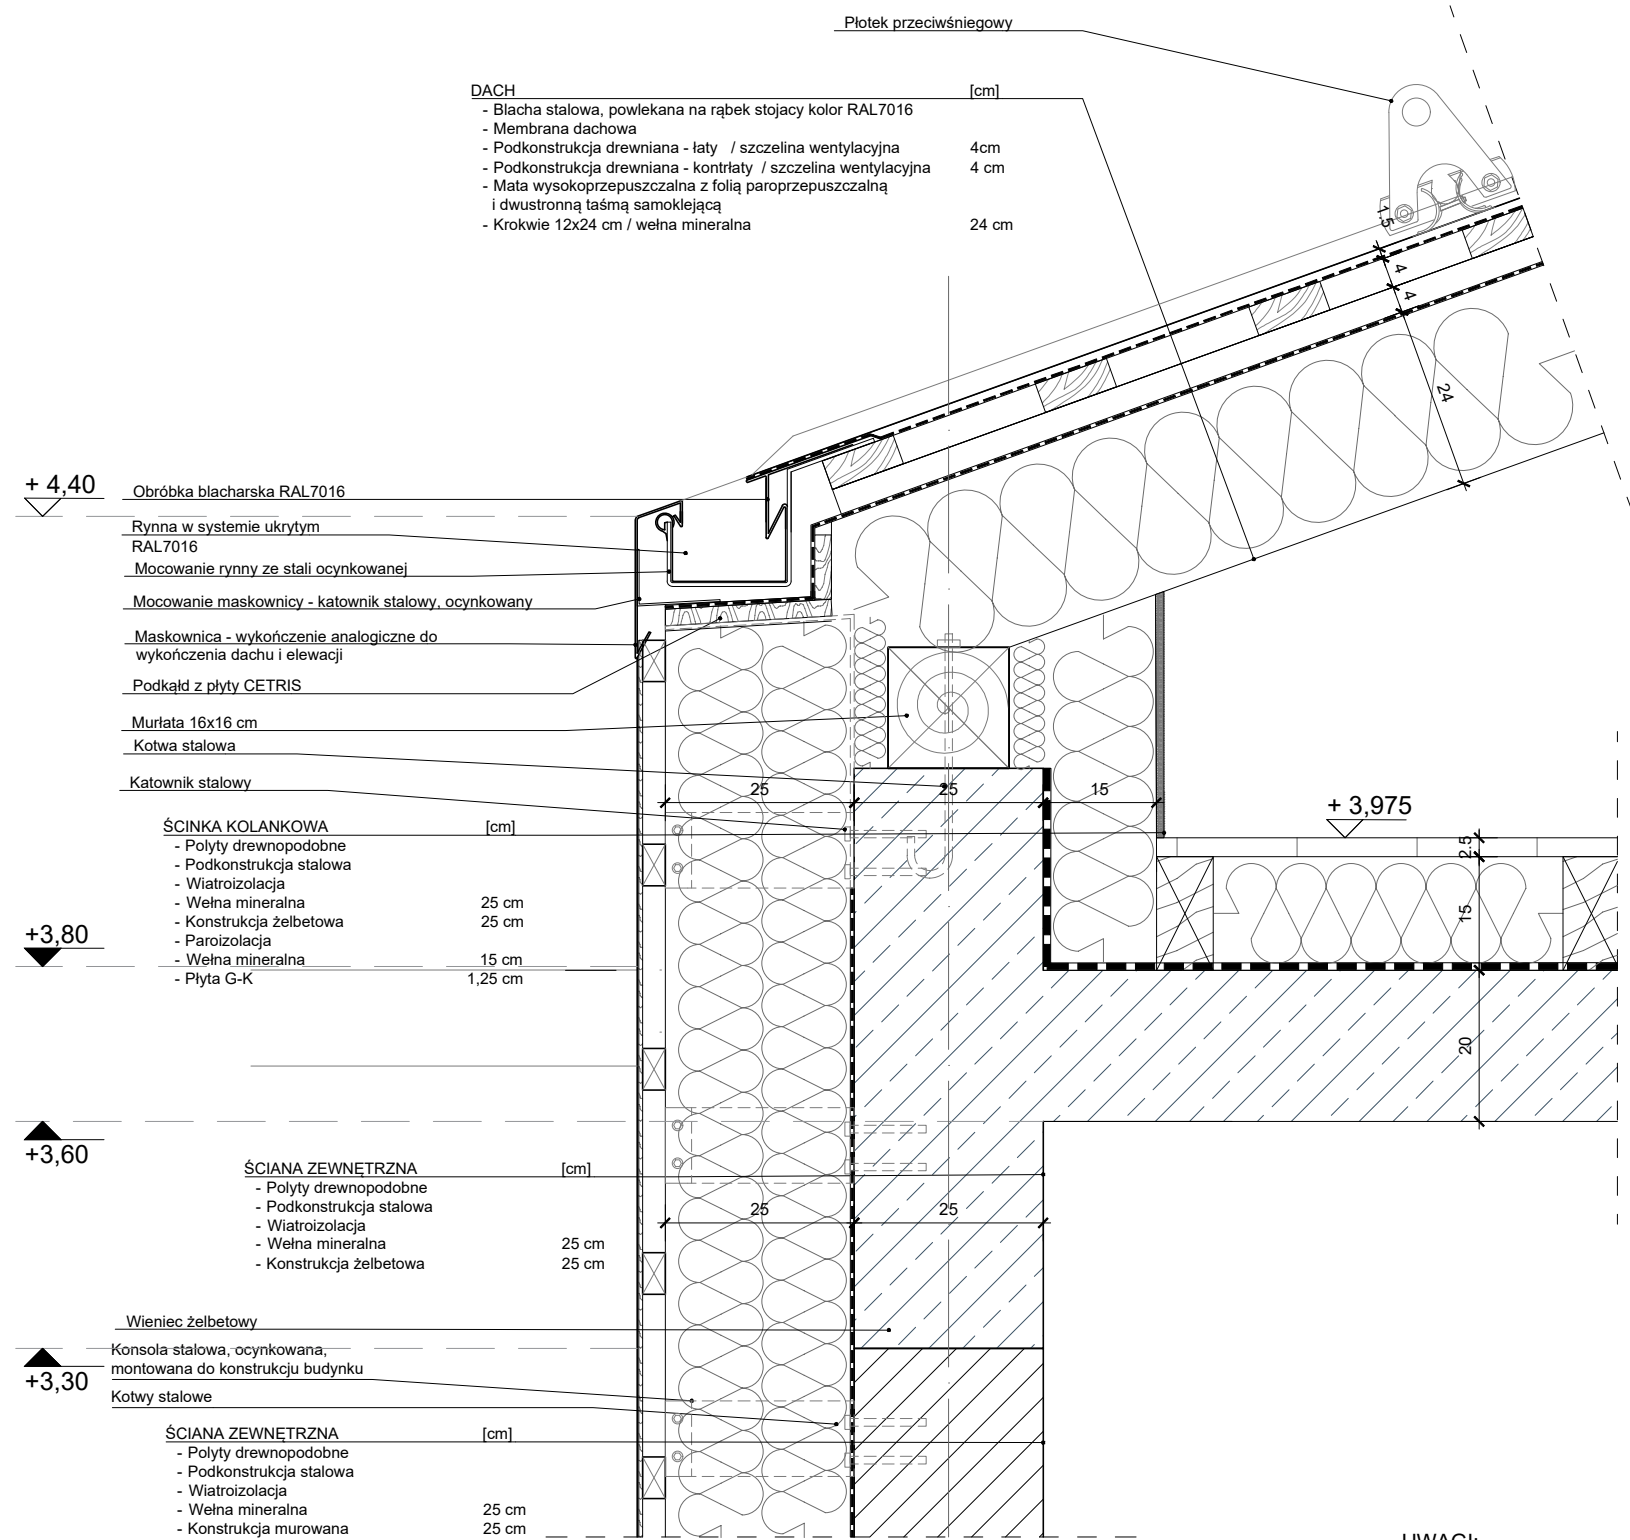 Płotek przeciwśniegowy
DACH [cm]
- Blacha stalowa, powlekana na rąbek stojacy kolor RAL7016
- Membrana dachowa
- Podkonstrukcja drewniana - łaty / szczelina wentylacyjna 4cm
- Podkonstrukcja drewniana - kontrłaty / szczelina wentylacyjna 4 cm
- Mata wysokoprzepuszczalna z folią paroprzepuszczalną
i dwustronną taśmą samoklejącą
- Krokwie 12x24 cm / wełna mineralna 24 cm
1.5
4
4
24
+ 4,40
Obróbka blacharska RAL7016
Rynna w systemie ukrytym
RAL7016
Mocowanie rynny ze stali ocynkowanej
Mocowanie maskownicy - katownik stalowy, ocynkowany
Maskownica - wykończenie analogiczne do
wykończenia dachu i elewacji
Podkąłd z płyty CETRIS
Murłata 16x16 cm
Kotwa stalowa
Katownik stalowy
25 25 15
+ 3,975
2.5
15
20
ŚCINKA KOLANKOWA [cm]
- Polyty drewnopodobne
- Podkonstrukcja stalowa
- Wiatroizolacja
- Wełna mineralna 25 cm
- Konstrukcja żelbetowa 25 cm
- Paroizolacja
- Wełna mineralna 15 cm
- Płyta G-K 1,25 cm
+3,80
+3,60
ŚCIANA ZEWNĘTRZNA [cm]
- Polyty drewnopodobne
- Podkonstrukcja stalowa
- Wiatroizolacja
- Wełna mineralna 25 cm
- Konstrukcja żelbetowa 25 cm
25 25
Wieniec żelbetowy
Konsola stalowa, ocynkowana,
montowana do konstrukcju budynku
+3,30
Kotwy stalowe
ŚCIANA ZEWNĘTRZNA [cm]
- Polyty drewnopodobne
- Podkonstrukcja stalowa
- Wiatroizolacja
- Wełna mineralna 25 cm
- Konstrukcja murowana 25 cm
UWAGI: